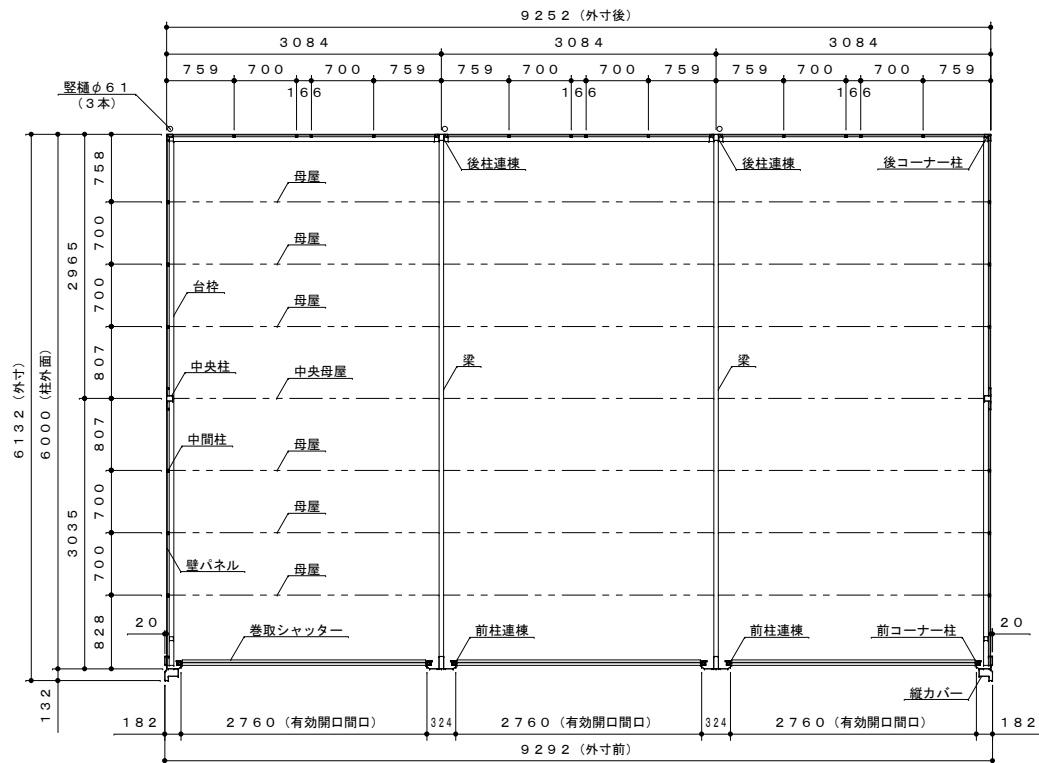 9252（外寸後）
3084 3084 3084
759 700 700 759 759 700 700 759 759 700 700 759
166 166 166
竪樋φ61
（3本）
後柱連棟 後柱連棟 後コーナー柱
758
母屋
700
母屋
2965
700
台枠 母屋
807
6132（外寸）
6000（柱外面）
中央柱 中央母屋 梁 梁
807
中間柱 母屋
700
3035
母屋
700
壁パネル 母屋
828
20 巻取シャッター 前柱連棟 前柱連棟 前コーナー柱 20
132
縦カバー
182 2760（有効開口間口） 324 2760（有効開口間口） 324 2760（有効開口間口） 182
9292（外寸前）